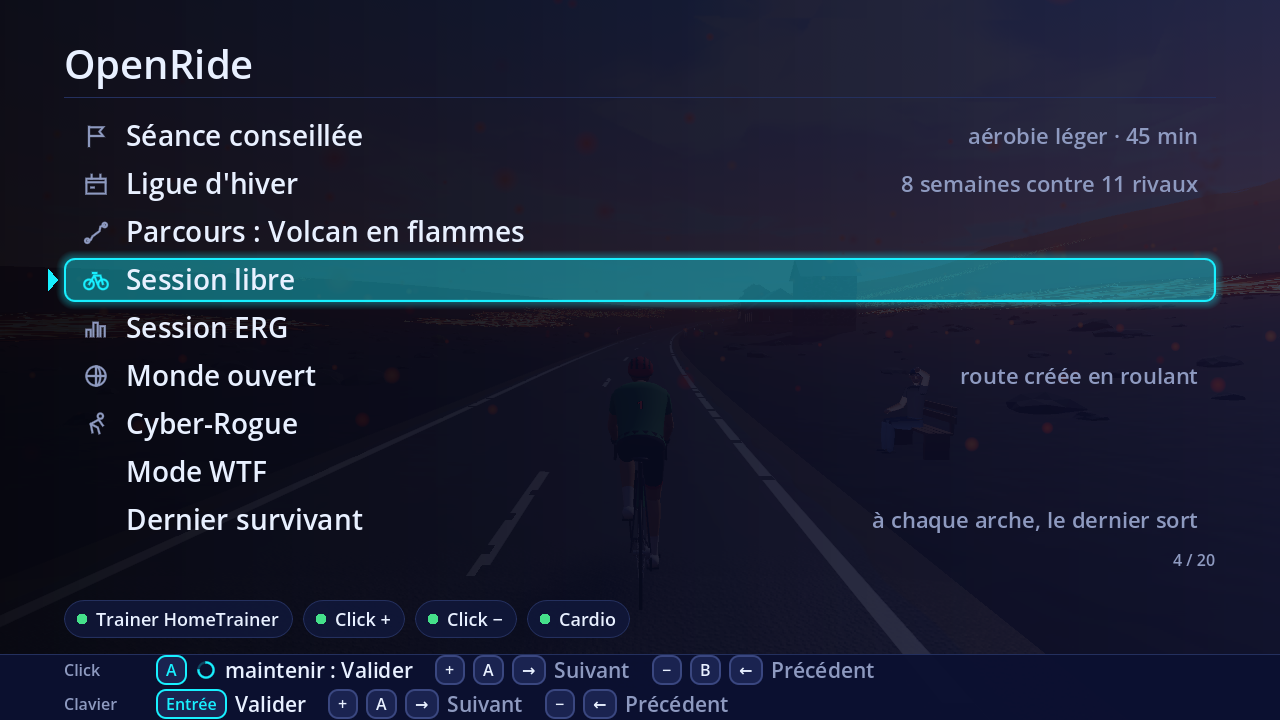 OpenRide
Séance conseillée aérobie léger · 45 min
Ligue d'hiver 8 semaines contre 11 rivaux
Parcours : Volcan en flammes
Session libre
Session ERG
Monde ouvert route créée en roulant
Cyber-Rogue
Mode WTF
Dernier survivant à chaque arche, le dernier sort
4 / 20
Trainer HomeTrainer Click + Click − Cardio
Click A maintenir : Valider + A → Suivant − B ← Précédent
Clavier Entrée Valider + A → Suivant − ← Précédent